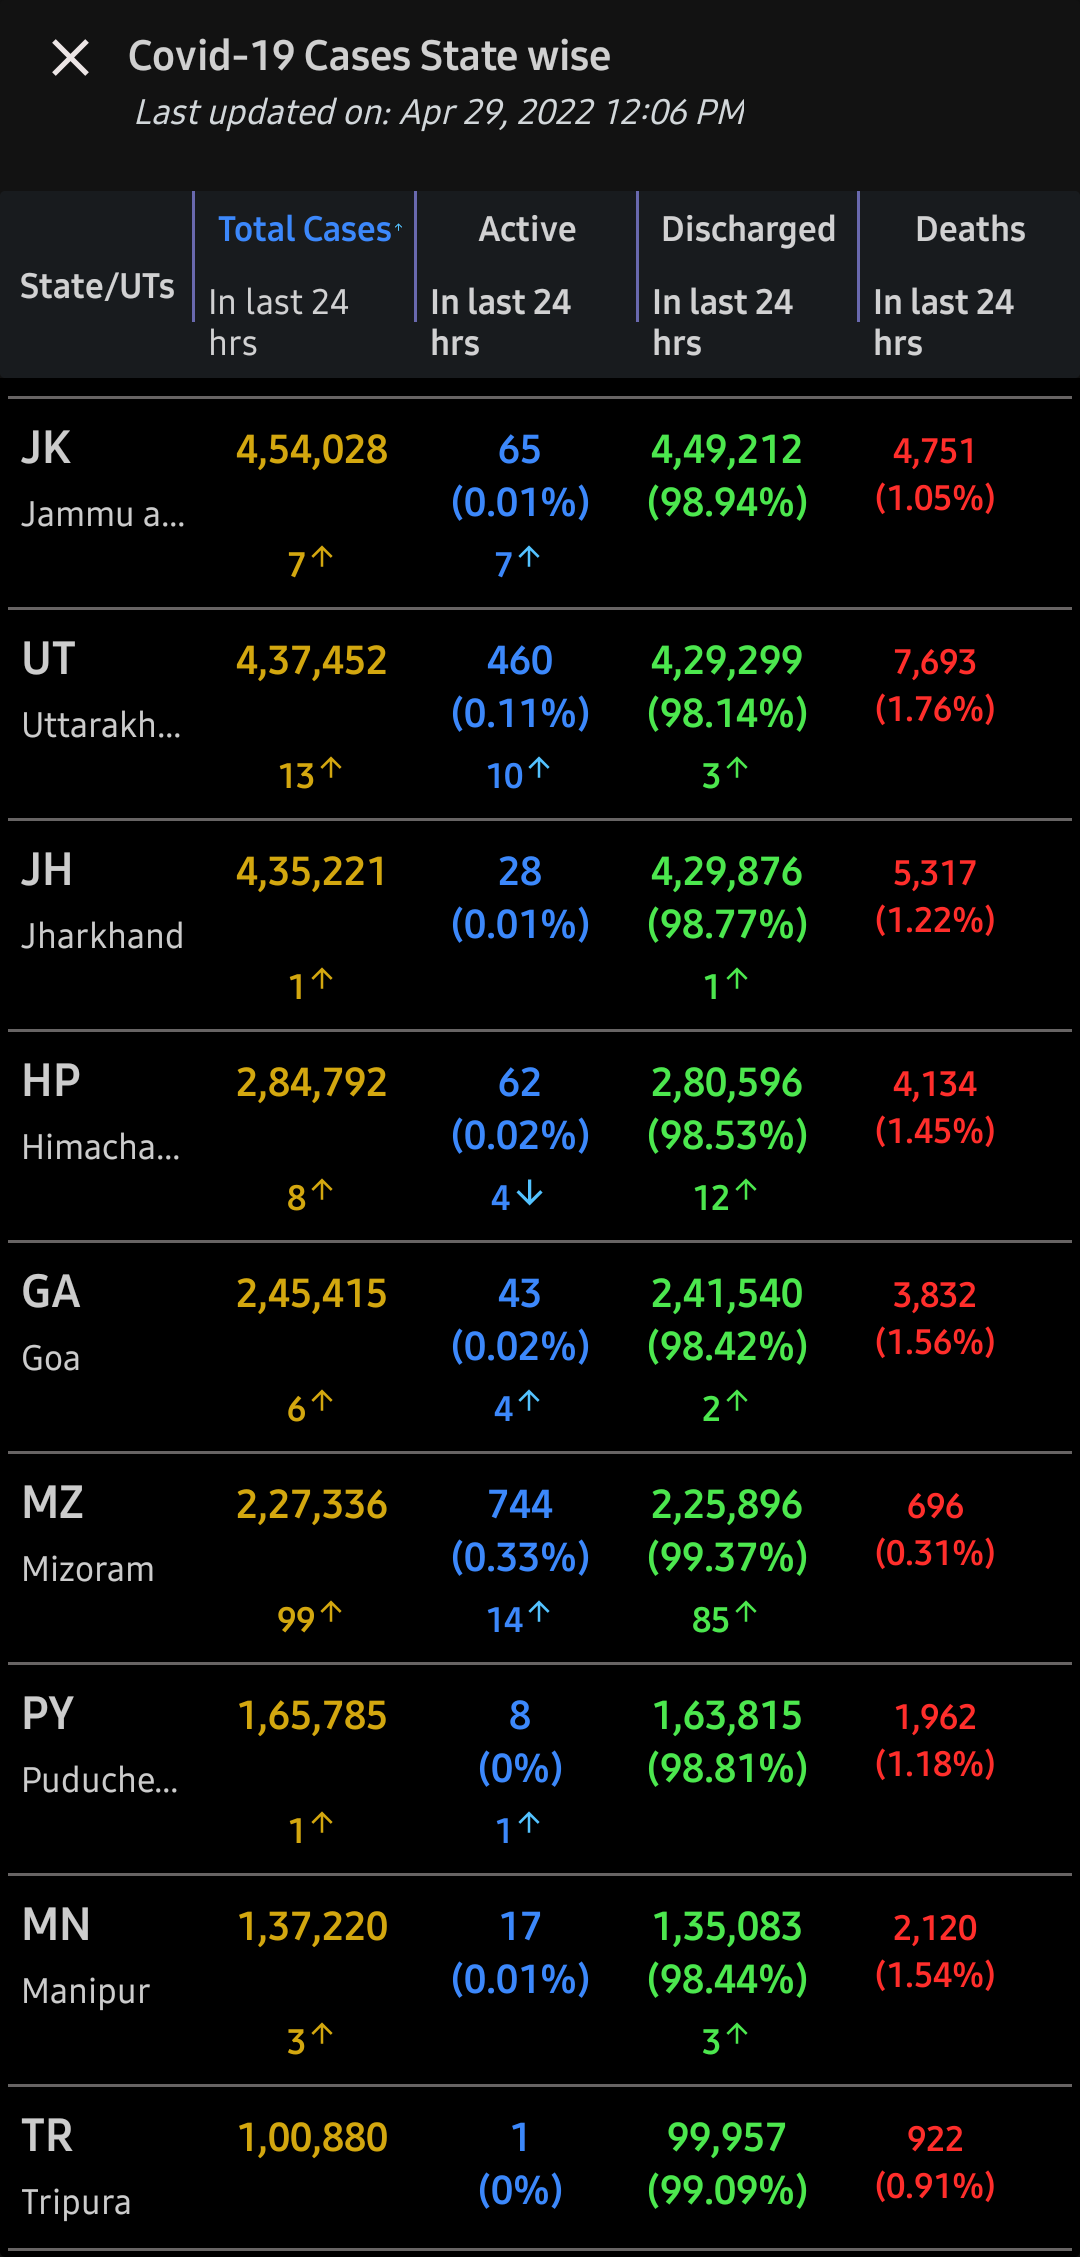 Covid-19 Cases State wise
Last updated on: Apr 29, 2022 12:06 PM
State/UTs
Total Cases↑ Active Discharged Deaths
In last 24 hrs In last 24 hrs In last 24 hrs In last 24 hrs
JK 4,54,028 65 4,49,212 4,751
Jammu a... (0.01%) (98.94%) (1.05%)
7↑ 7↑
UT 4,37,452 460 4,29,299 7,693
Uttarakh... (0.11%) (98.14%) (1.76%)
13↑ 10↑ 3↑
JH 4,35,221 28 4,29,876 5,317
Jharkhand (0.01%) (98.77%) (1.22%)
1↑ 1↑
HP 2,84,792 62 2,80,596 4,134
Himacha... (0.02%) (98.53%) (1.45%)
8↑ 4↓ 12↑
GA 2,45,415 43 2,41,540 3,832
Goa (0.02%) (98.42%) (1.56%)
6↑ 4↑ 2↑
MZ 2,27,336 744 2,25,896 696
Mizoram (0.33%) (99.37%) (0.31%)
99↑ 14↑ 85↑
PY 1,65,785 8 1,63,815 1,962
Puduche... (0%) (98.81%) (1.18%)
1↑ 1↑
MN 1,37,220 17 1,35,083 2,120
Manipur (0.01%) (98.44%) (1.54%)
3↑ 3↑
TR 1,00,880 1 99,957 922
Tripura (0%) (99.09%) (0.91%)